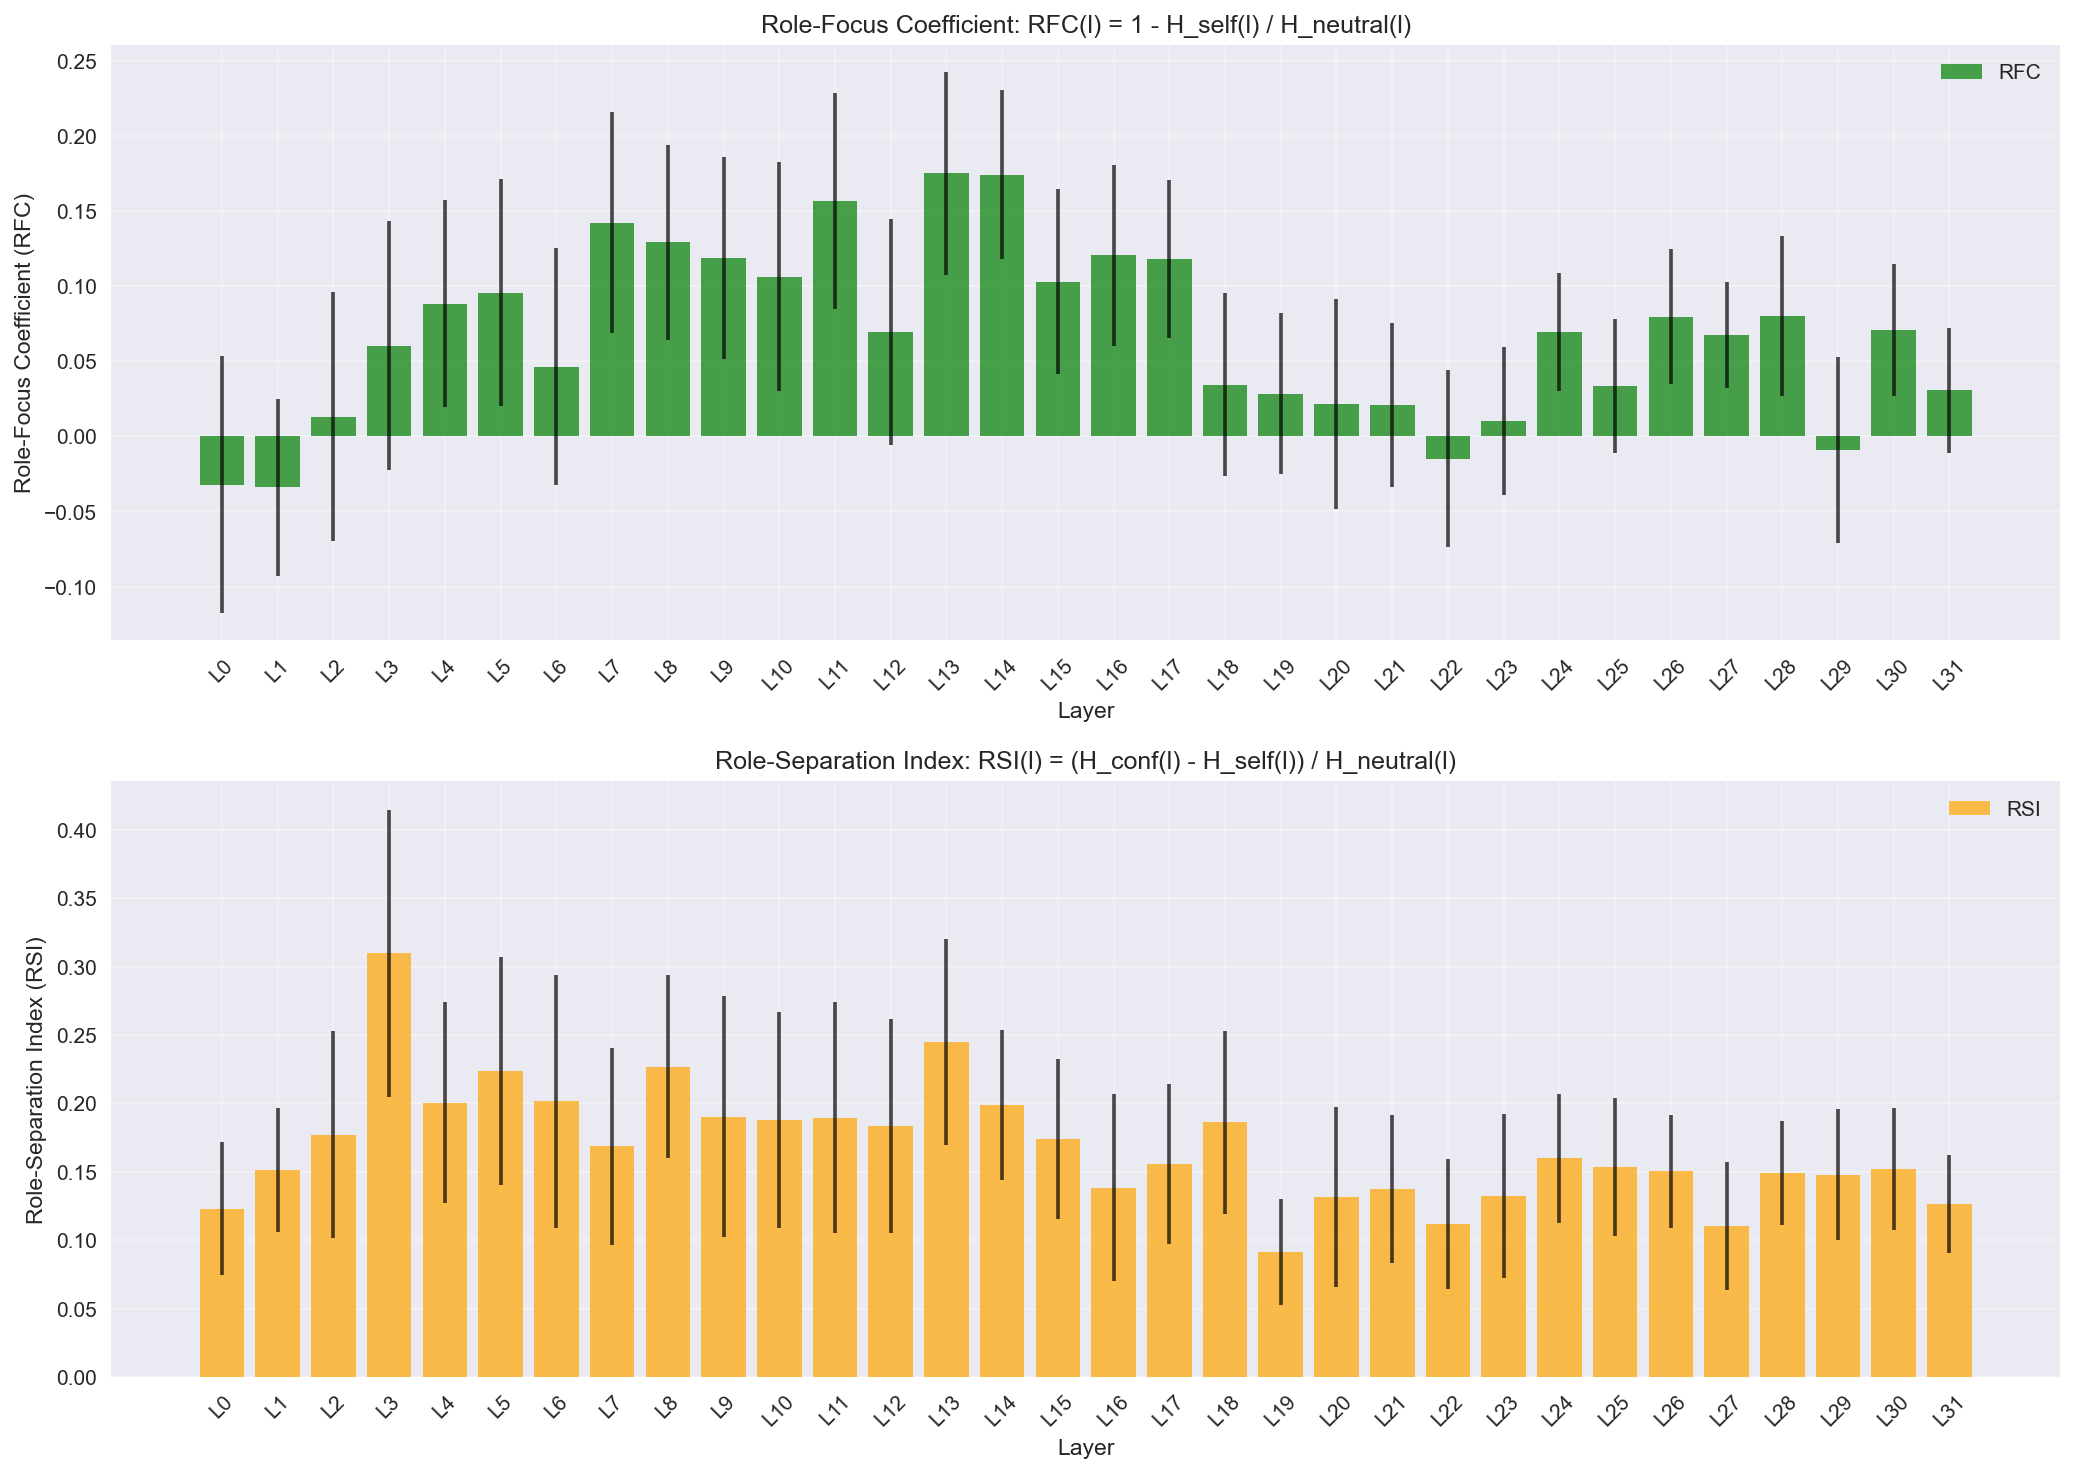 Role-Focus Coefficient: RFC(l) = 1 - H_self(l) / H_neutral(l)
RFC
Role-Focus Coefficient (RFC)
0.25
0.20
0.15
0.10
0.05
0.00
−0.05
−0.10
L0 L1 L2 L3 L4 L5 L6 L7 L8 L9 L10 L11 L12 L13 L14 L15 L16 L17 L18 L19 L20 L21 L22 L23 L24 L25 L26 L27 L28 L29 L30 L31
Layer
Role-Separation Index: RSI(l) = (H_conf(l) - H_self(l)) / H_neutral(l)
RSI
Role-Separation Index (RSI)
0.40
0.35
0.30
0.25
0.20
0.15
0.10
0.05
0.00
L0 L1 L2 L3 L4 L5 L6 L7 L8 L9 L10 L11 L12 L13 L14 L15 L16 L17 L18 L19 L20 L21 L22 L23 L24 L25 L26 L27 L28 L29 L30 L31
Layer